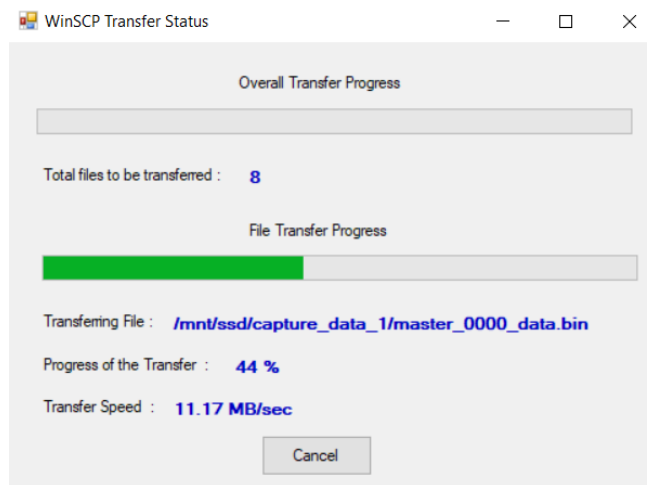 WinSCP Transfer Status
Overall Transfer Progress
Total files to be transferred : 8
File Transfer Progress
Transferring File : /mnt/ssd/capture_data_1/master_0000_data.bin
Progress of the Transfer : 44 %
Transfer Speed : 11.17 MB/sec
Cancel